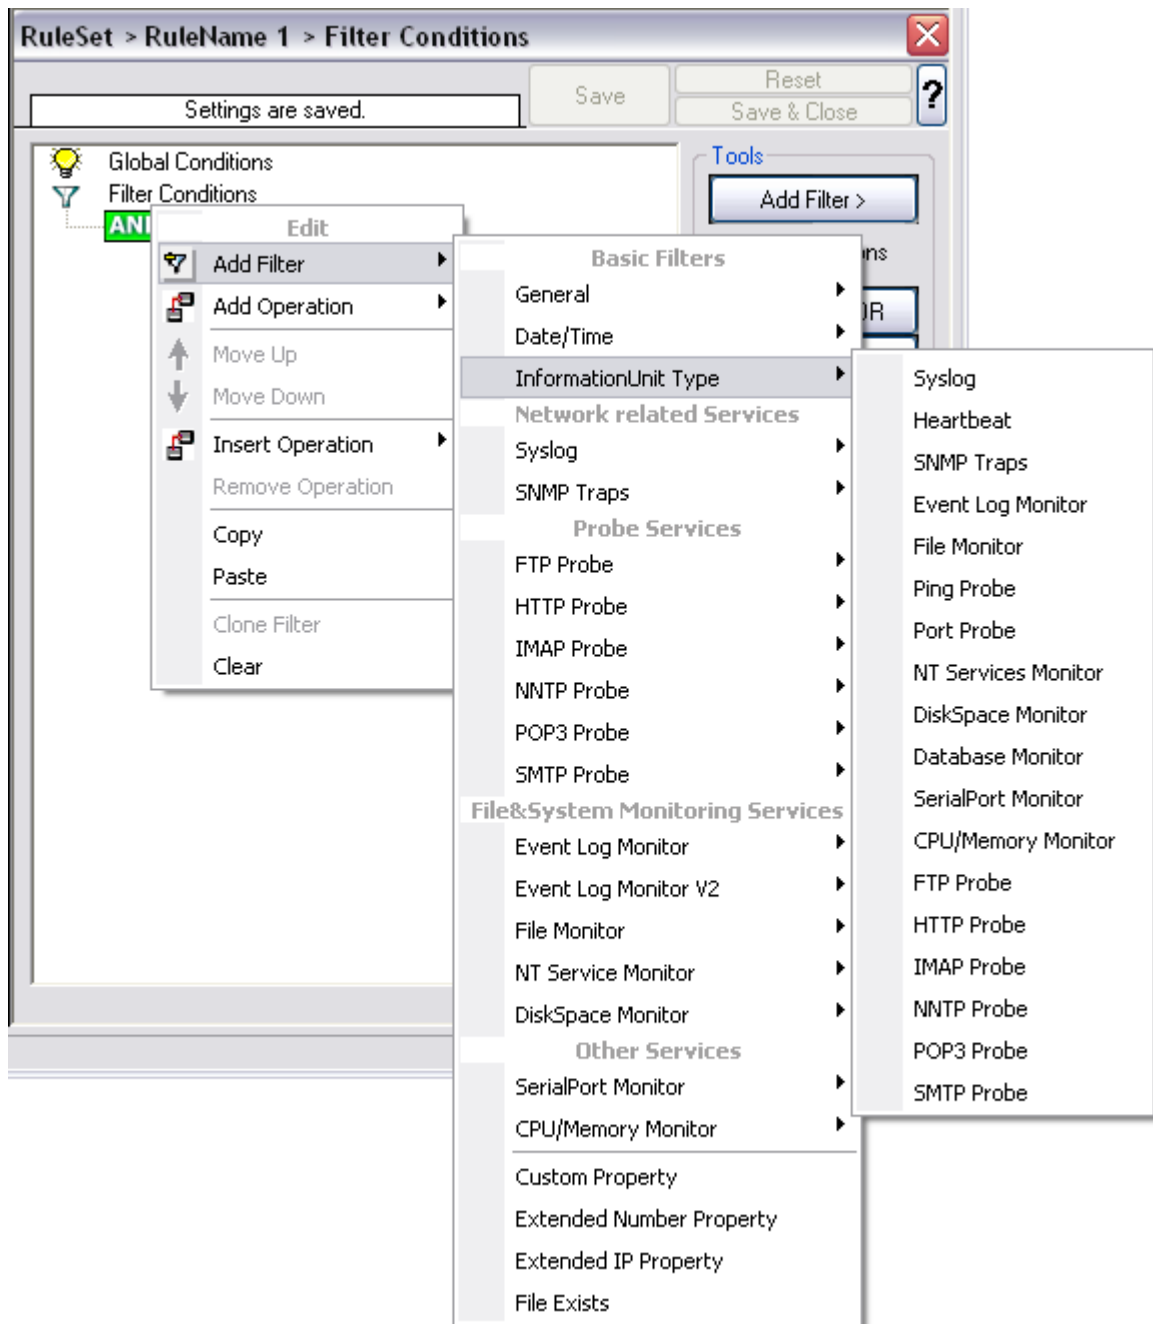 RuleSet > RuleName 1 > Filter Conditions
Save
Reset
Save & Close
?
Settings are saved.
Global Conditions
Filter Conditions
Tools
Add Filter >
Edit
Add Filter
Add Operation
Move Up
Move Down
Insert Operation
Remove Operation
Copy
Paste
Clone Filter
Clear
Basic Filters
General
Date/Time
InformationUnit Type
Network related Services
Syslog
SNMP Traps
Probe Services
FTP Probe
HTTP Probe
IMAP Probe
NNTP Probe
POP3 Probe
SMTP Probe
File&System Monitoring Services
Event Log Monitor
Event Log Monitor V2
File Monitor
NT Service Monitor
DiskSpace Monitor
Other Services
SerialPort Monitor
CPU/Memory Monitor
Custom Property
Extended Number Property
Extended IP Property
File Exists
Syslog
Heartbeat
SNMP Traps
Event Log Monitor
File Monitor
Ping Probe
Port Probe
NT Services Monitor
DiskSpace Monitor
Database Monitor
SerialPort Monitor
CPU/Memory Monitor
FTP Probe
HTTP Probe
IMAP Probe
NNTP Probe
POP3 Probe
SMTP Probe